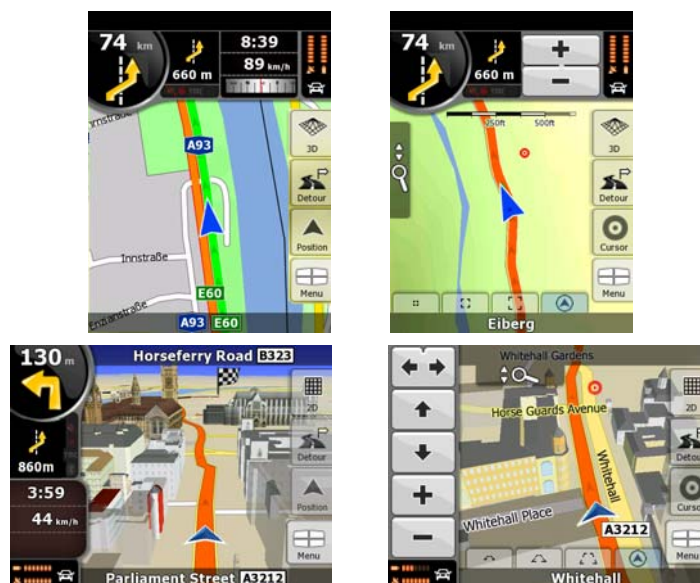 74 km
660 m
8:39
89 km/h
A93
3D
Detour
Position
Innstraße
Enzianstraße
E60
Menu
A93 E60
74 km
660 m
+
−
250ft 500ft
3D
Detour
Cursor
Menu
Eiberg
130 m
Horseferry Road B323
2D
Detour
860m
Position
3:59
44 km/h
Menu
Parliament Street A3212
Whitehall Gardens
2D
Horse Guards Avenue
Detour
Whitehall
Cursor
+
Whitehall Place
A3212
−
Menu
Whitehall